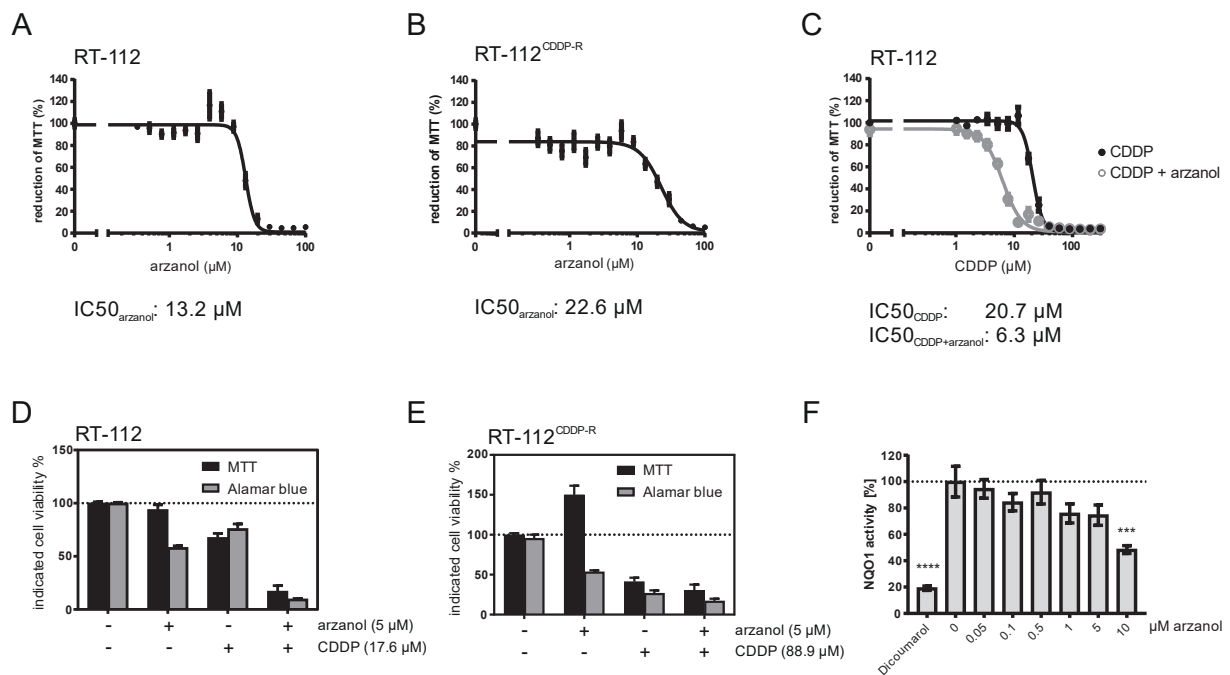 A
RT-112
140
120
100
80
60
40
20
0
reduction of MTT (%)
0
1
10
100
arzanol (µM)
IC50arzanol: 13.2 µM
B
RT-112CDDP-R
140
120
100
80
60
40
20
0
reduction of MTT (%)
0
1
10
100
arzanol (µM)
IC50arzanol: 22.6 µM
C
RT-112
140
120
100
80
60
40
20
0
reduction of MTT (%)
0
1
10
100
CDDP (µM)
CDDP
CDDP + arzanol
IC50CDDP: 20.7 µM
IC50CDDP+arzanol: 6.3 µM
D
RT-112
150
100
50
0
indicated cell viability %
MTT
Alamar blue
- + - + arzanol (5 µM)
- - + + CDDP (17.6 µM)
E
RT-112CDDP-R
200
150
100
50
0
indicated cell viability %
MTT
Alamar blue
- + - + arzanol (5 µM)
- - + + CDDP (88.9 µM)
F
120
100
80
60
40
20
0
NQO1 activity [%]
****
***
Dicoumarol
0
0.05
0.1
0.5
1
5
10
µM arzanol